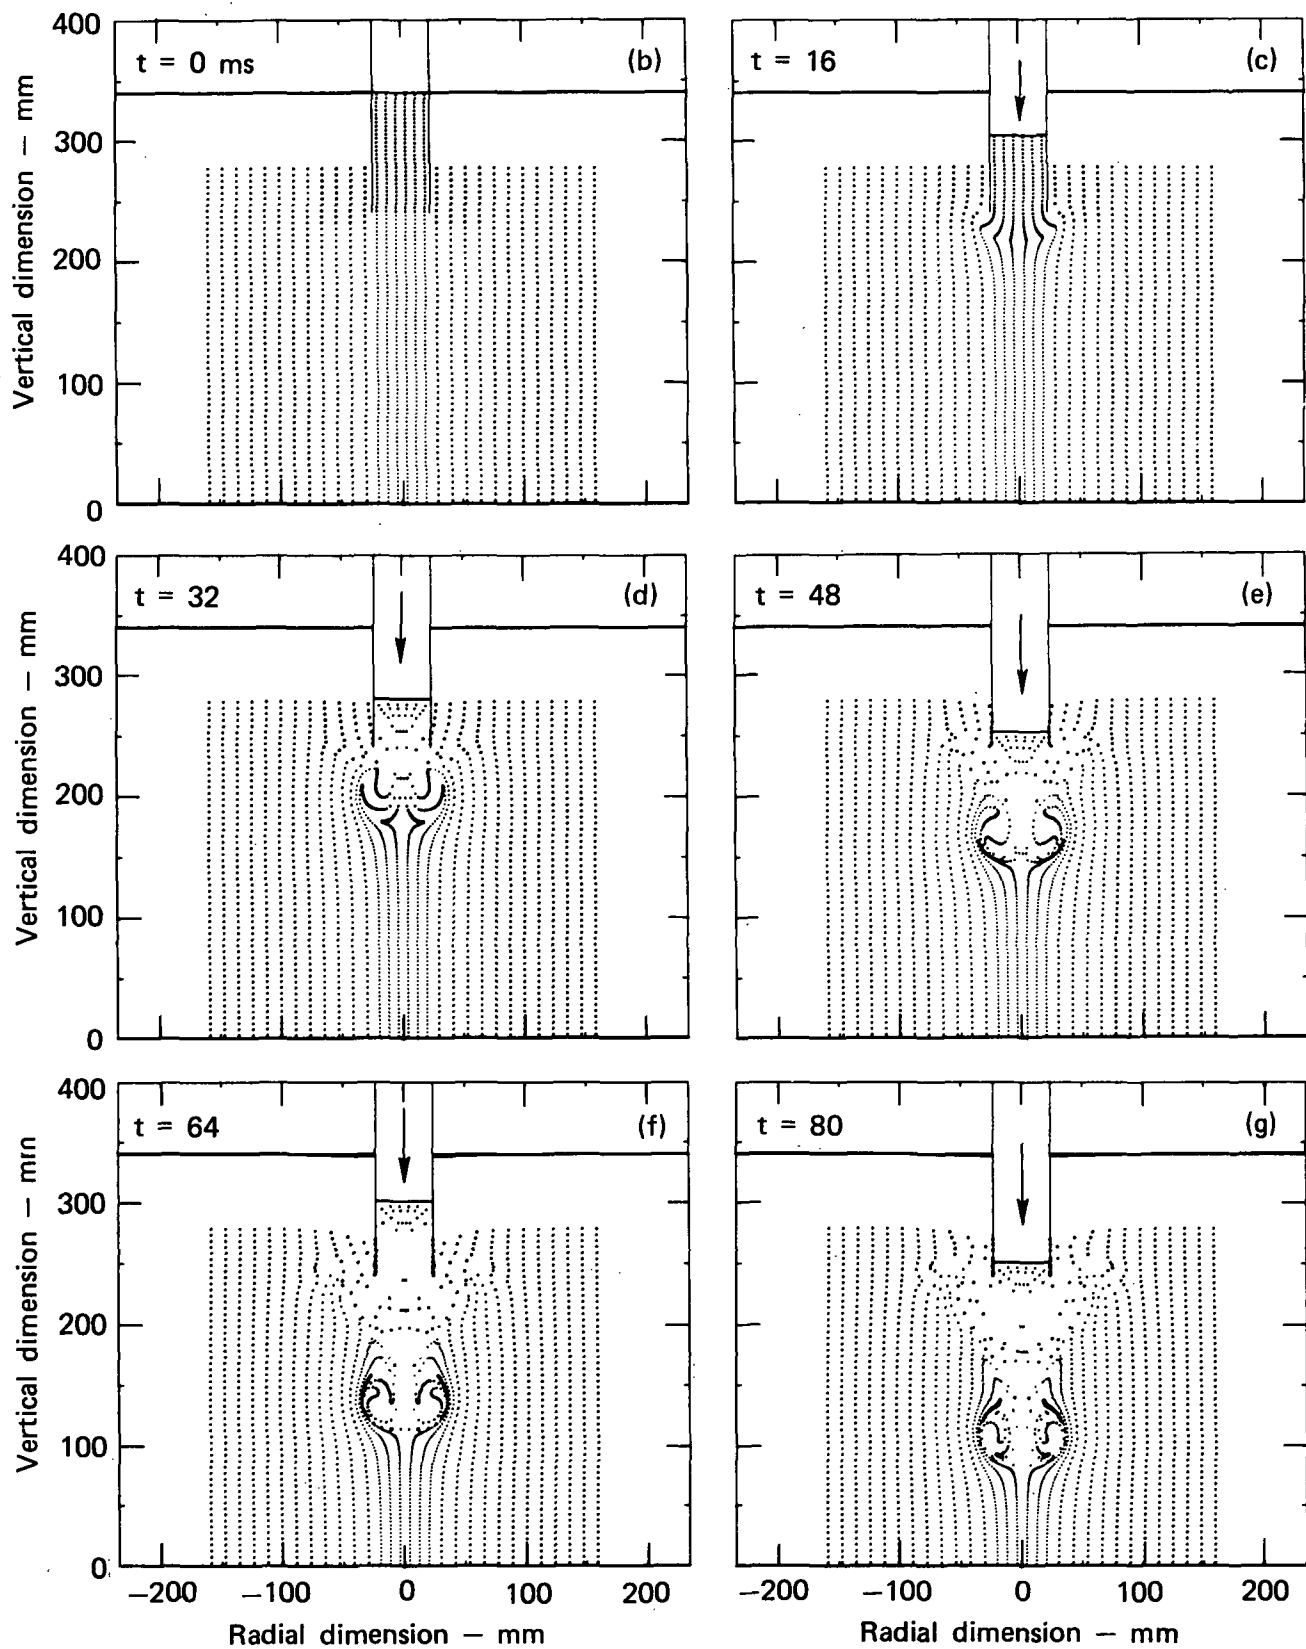 400
300
200
100
0
Vertical dimension — mm
t = 0 ms
(b)
t = 16
(c)
400
300
200
100
0
Vertical dimension — mm
t = 32
(d)
t = 48
(e)
400
300
200
100
0
Vertical dimension — mm
t = 64
(f)
t = 80
(g)
−200 −100 0 100 200
−200 −100 0 100 200
Radial dimension — mm
Radial dimension — mm